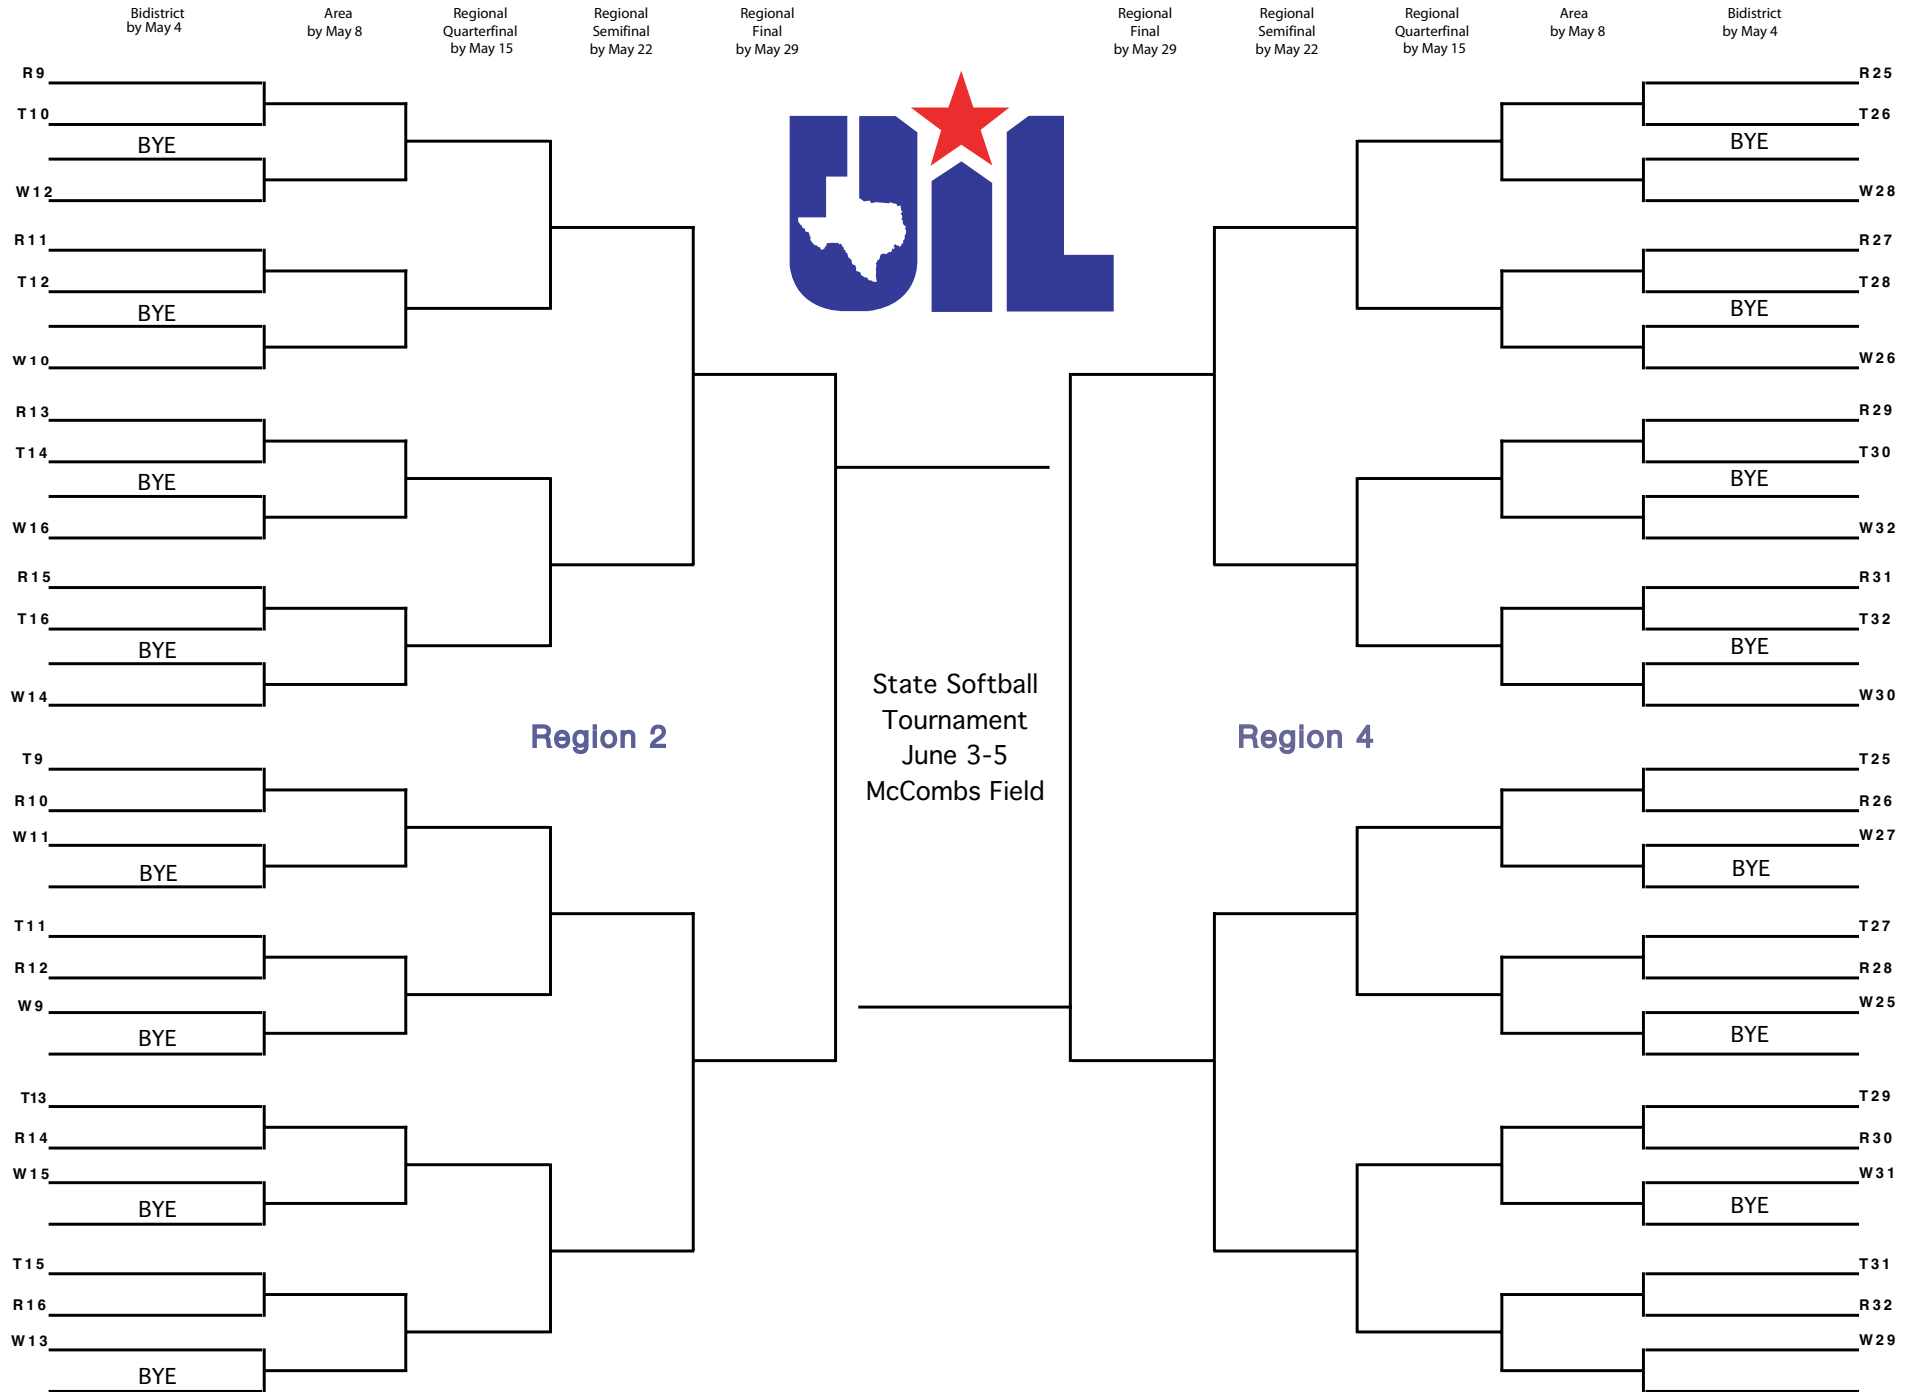 Bidistrict
by May 4
Area
by May 8
Regional
Quarterfinal
by May 15
Regional
Semifinal
by May 22
Regional
Final
by May 29
Regional
Final
by May 29
Regional
Semifinal
by May 22
Regional
Quarterfinal
by May 15
Area
by May 8
Bidistrict
by May 4
R9
T10
BYE
W12
R11
T12
BYE
W10
R13
T14
BYE
W16
R15
T16
BYE
W14
Region 2
T9
R10
W11
BYE
T11
R12
W9
BYE
T13
R14
W15
BYE
T15
R16
W13
BYE
UIL
State Softball
Tournament
June 3-5
McCombs Field
R25
T26
BYE
W28
R27
T28
BYE
W26
R29
T30
BYE
W32
R31
T32
BYE
W30
Region 4
T25
R26
W27
BYE
T27
R28
W25
BYE
T29
R30
W31
BYE
T31
R32
W29